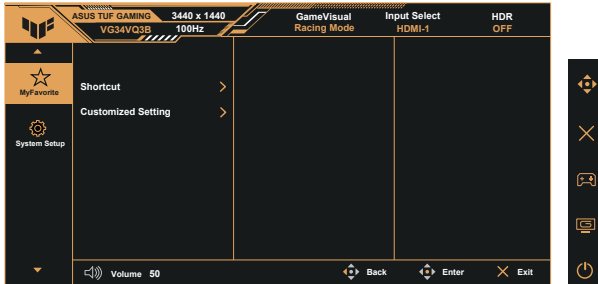 ASUS TUF GAMING 3440 x 1440 GameVisual Input Select HDR
VG34VQ3B 100Hz Racing Mode HDMI-1 OFF
MyFavorite
Shortcut
Customized Setting
System Setup
Volume 50 Back Enter Exit